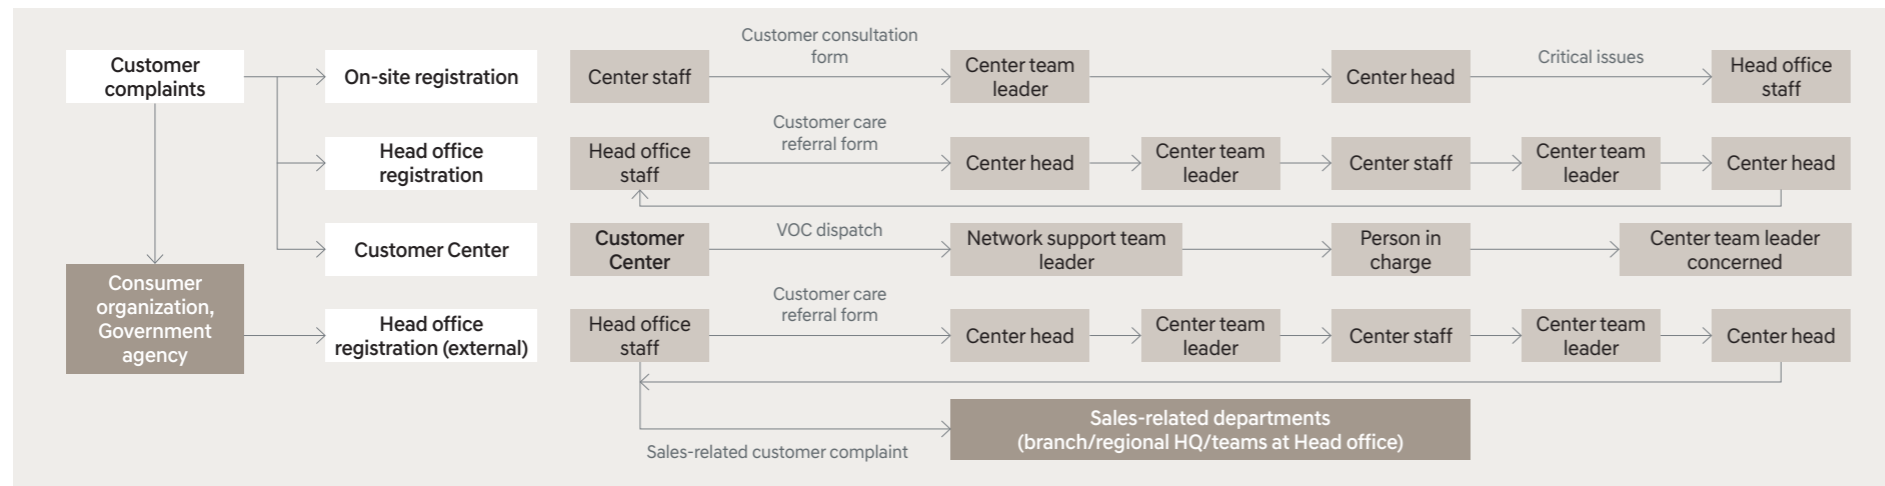 Customer
complaints
On-site registration
Center staff
Customer consultation
form
Center team
leader
Center head
Critical issues
Head office
staff
Head office
registration
Head office
staff
Customer care
referral form
Center head
Center team
leader
Center staff
Center team
leader
Center head
Customer Center
Customer
Center
VOC dispatch
Network support team
leader
Person in
charge
Center team leader
concerned
Consumer
organization,
Government
agency
Head office
registration (external)
Head office
staff
Customer care
referral form
Center head
Center team
leader
Center staff
Center team
leader
Center head
Sales-related customer complaint
Sales-related departments
(branch/regional HQ/teams at Head office)